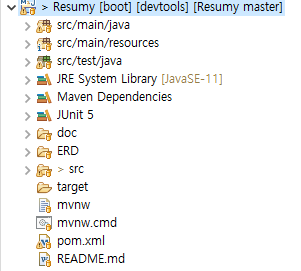 > Resumy [boot] [devtools] [Resumy master]
src/main/java
src/main/resources
src/test/java
JRE System Library [JavaSE-11]
Maven Dependencies
JUnit 5
doc
ERD
> src
target
mvnw
mvnw.cmd
pom.xml
README.md